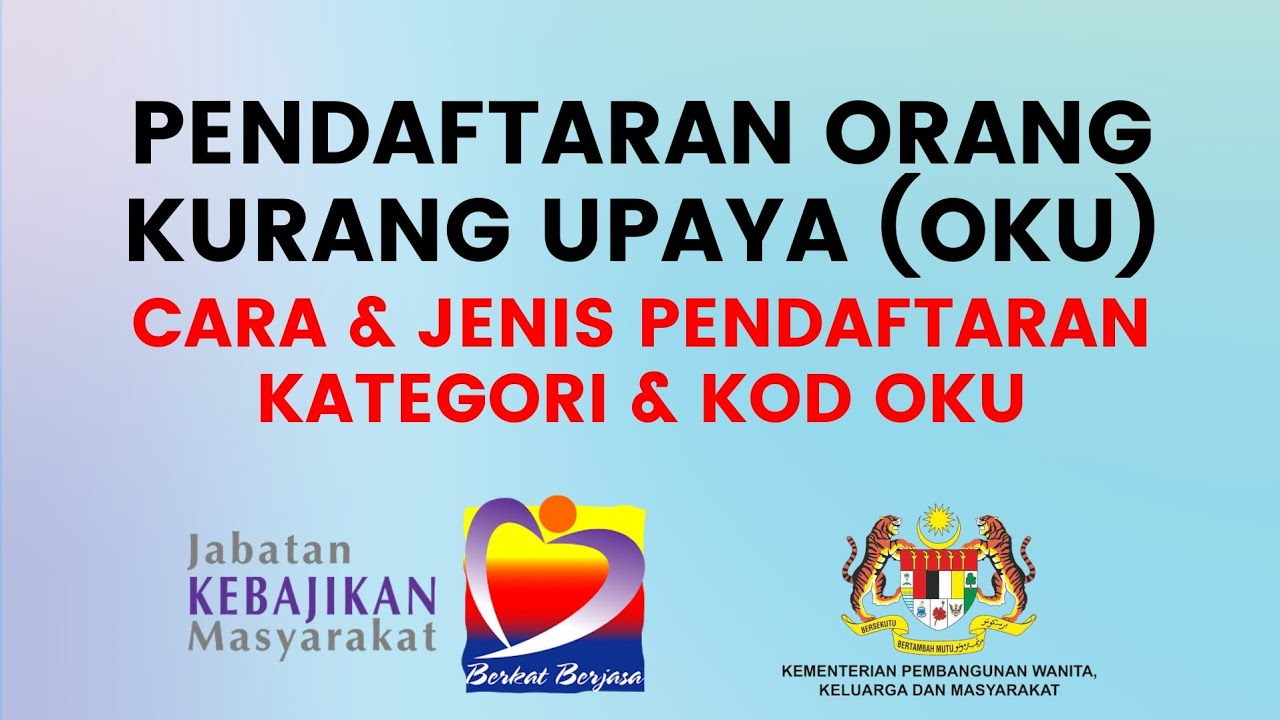 PENDAFTARAN ORANG
KURANG UPAYA (OKU)
CARA & JENIS PENDAFTARAN
KATEGORI & KOD OKU
Jabatan
KEBAJIKAN
Masyarakat
Berkat Berjasa
BERSEKUTU
BERTAMBAH MUTU
KEMENTERIAN PEMBANGUNAN WANITA,
KELUARGA DAN MASYARAKAT